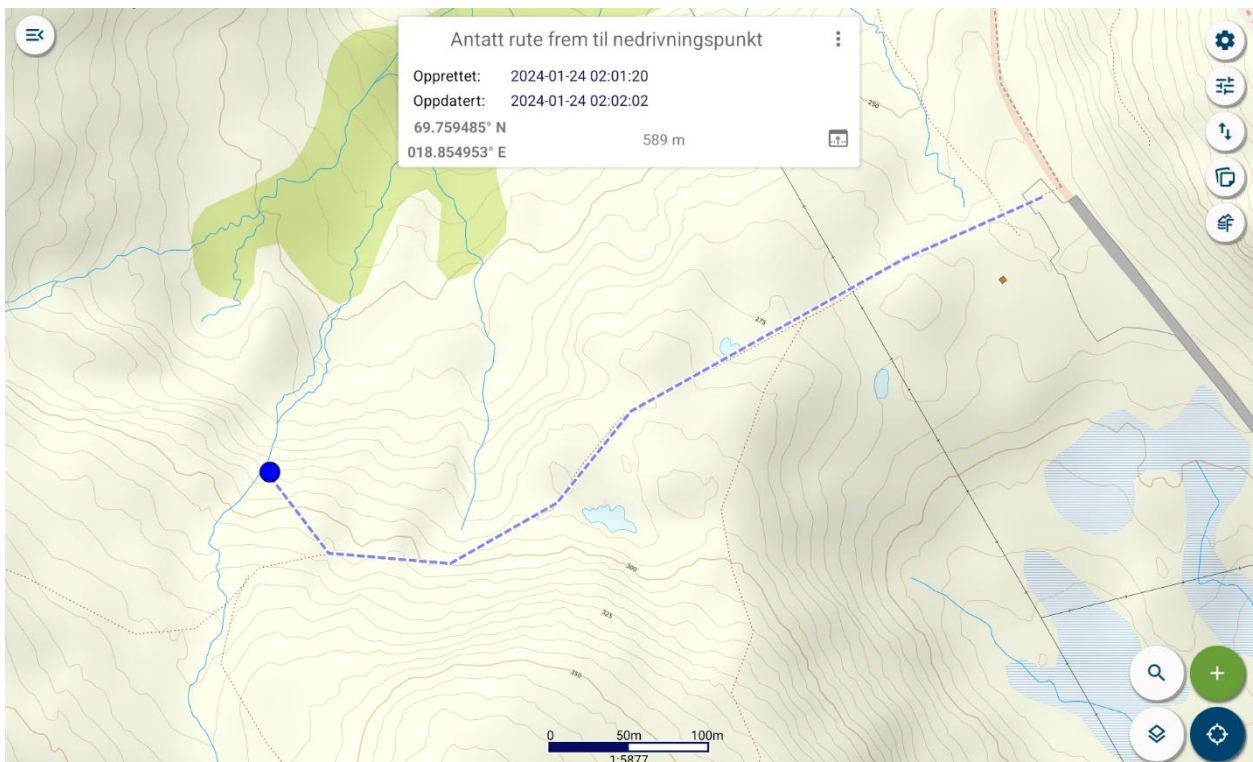 Antatt rute frem til nedrivningspunkt
Opprettet: 2024-01-24 02:01:20
Oppdatert: 2024-01-24 02:02:02
69.759485° N
589 m
018.854953° E
250
275
300
325
350
0 50m 100m
1:5877